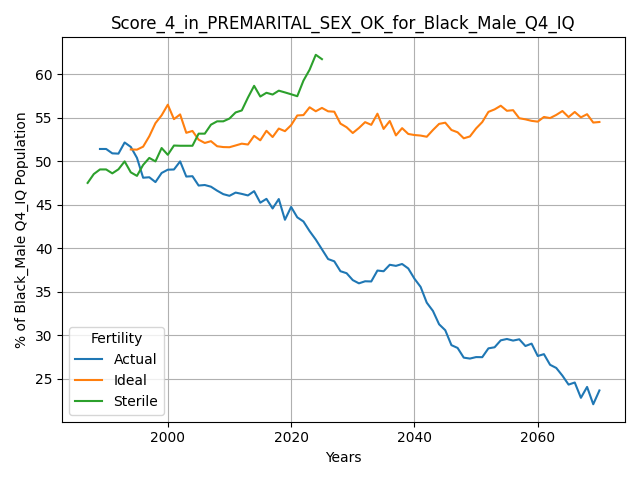 Score_4_in_PREMARITAL_SEX_OK_for_Black_Male_Q4_IQ
% of Black_Male Q4_IQ Population
60
55
50
45
40
35
30
25
Fertility
Actual
Ideal
Sterile
2000
2020
2040
2060
Years